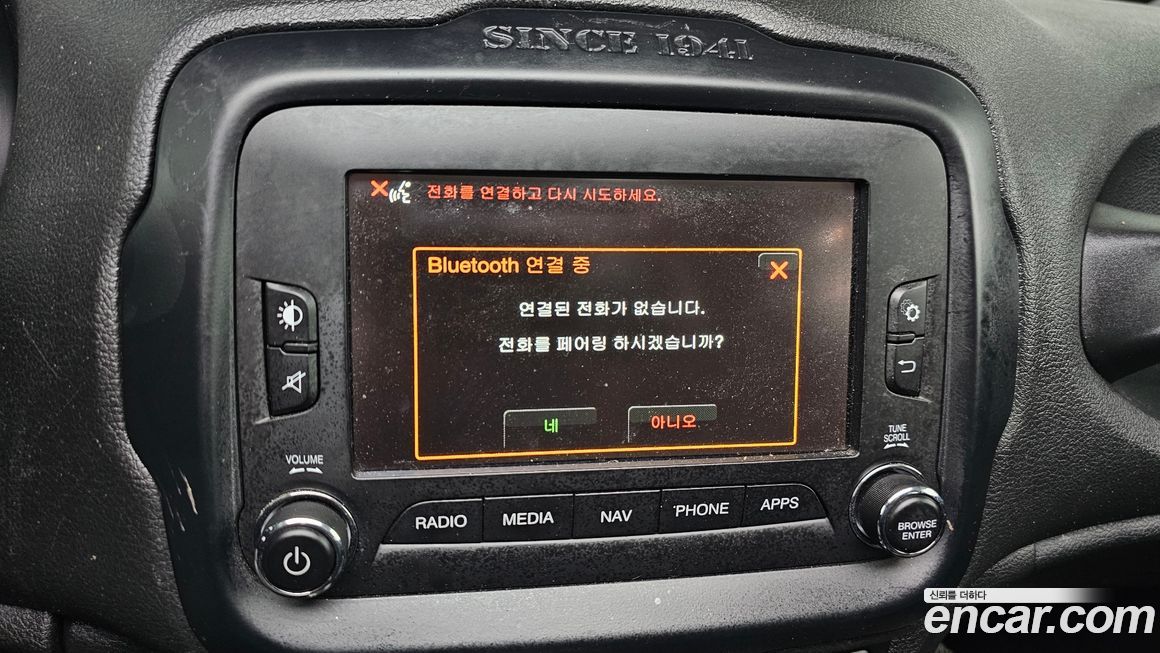 SINCE 1941
전화를 연결하고 다시 시도하세요.
Bluetooth 연결 중
연결된 전화가 없습니다.
전화를 페어링 하시겠습니까?
네 아니오
VOLUME
TUNE
SCROLL
RADIO MEDIA NAV PHONE APPS
BROWSE
ENTER
신뢰를 더하다
encar.com